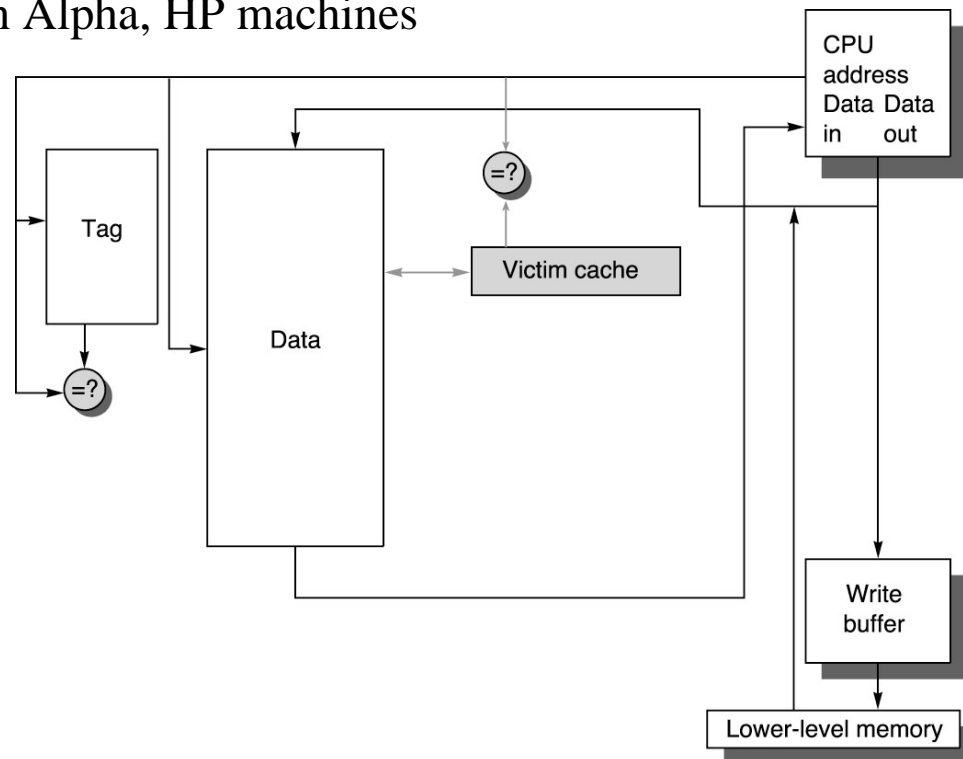 n Alpha, HP machines
CPU
address
Data Data
in out
=?
Tag
Victim cache
Data
=?
Write
buffer
Lower-level memory